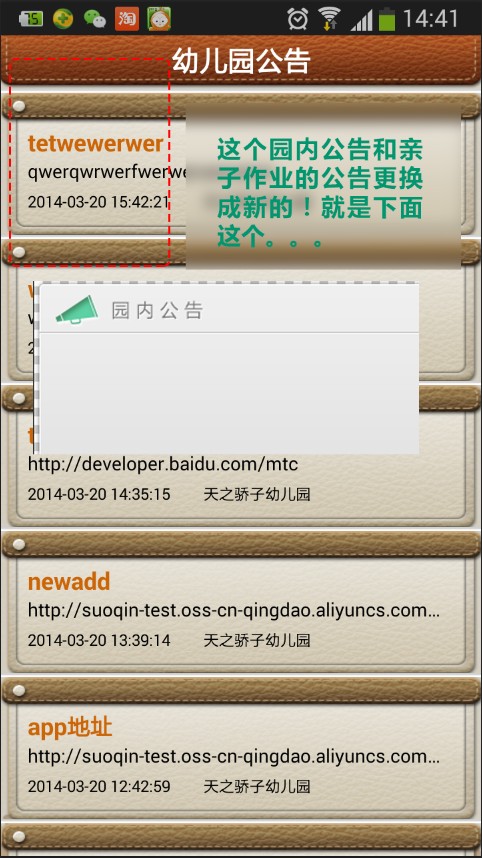 75
淘
14:41
幼儿园公告
tetwewerwer
qwerqwrwerfwerwe
2014-03-20 15:42:21
这个园内公告和亲
子作业的公告更换
成新的！就是下面
这个。。。
园内公告
http://developer.baidu.com/mtc
2014-03-20 14:35:15 天之骄子幼儿园
newadd
http://suoqin-test.oss-cn-qingdao.aliyuncs.com...
2014-03-20 13:39:14 天之骄子幼儿园
app地址
http://suoqin-test.oss-cn-qingdao.aliyuncs.com...
2014-03-20 12:42:59 天之骄子幼儿园